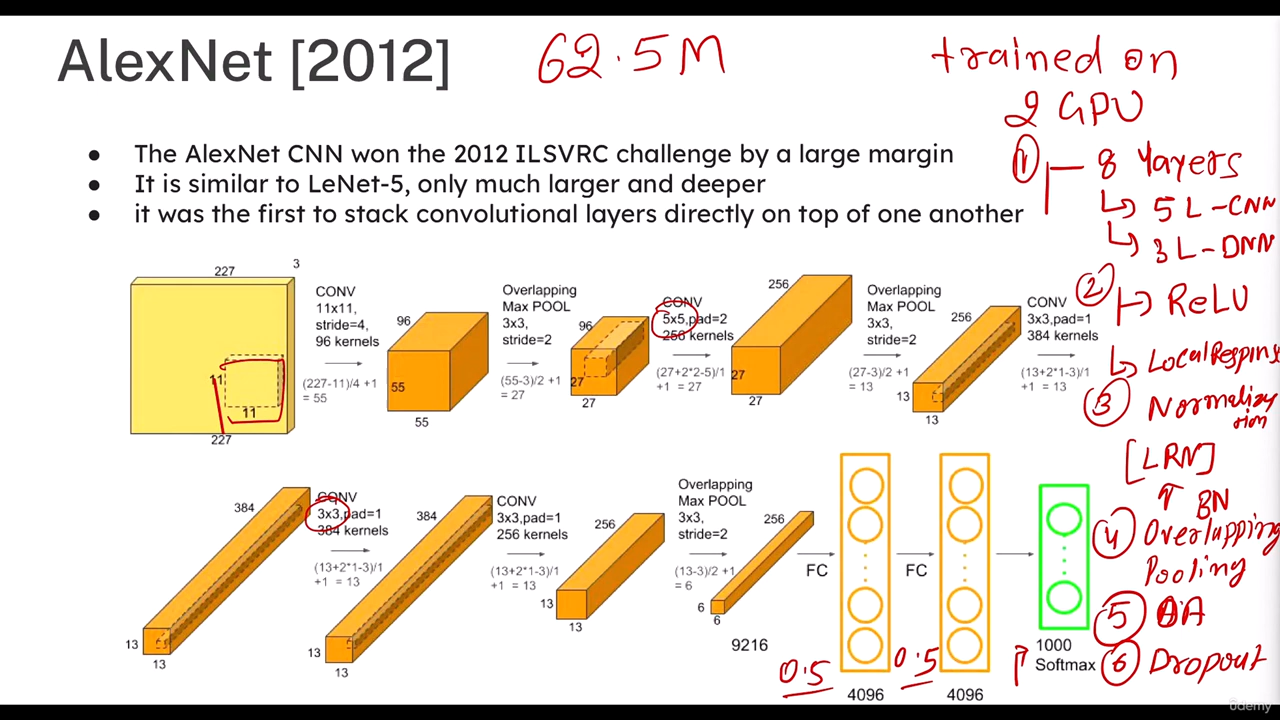 AlexNet [2012]
62.5M
trained on
2 GPU
● The AlexNet CNN won the 2012 ILSVRC challenge by a large margin
● It is similar to LeNet-5, only much larger and deeper
● it was the first to stack convolutional layers directly on top of one another
① 8 layers
5 L-CNN
3 L-DNN
② ReLU
Local Response
③ Normalization
[LRN]
↑ BN
④ Overlapping
Pooling
⑤ DA
⑥ Dropout
227
3
11
11
227
CONV
11x11,
stride=4,
96 kernels
(227-11)/4 +1
= 55
96
55
55
Overlapping
Max POOL
3x3,
stride=2
(55-3)/2 +1
= 27
96
27
27
CONV
5x5,pad=2
256 kernels
(27+2*2-5)/1
+1 = 27
256
27
27
Overlapping
Max POOL
3x3,
stride=2
(27-3)/2 +1
= 13
256
13
13
CONV
3x3,pad=1
384 kernels
(13+2*1-3)/1
+1 = 13
384
13
13
CONV
3x3,pad=1
384 kernels
(13+2*1-3)/1
+1 = 13
384
13
13
CONV
3x3,pad=1
256 kernels
(13+2*1-3)/1
+1 = 13
256
13
13
Overlapping
Max POOL
3x3,
stride=2
(13-3)/2 +1
= 6
256
6
6
9216
FC
0.5
4096
FC
0.5
4096
1000
Softmax
ûdemy